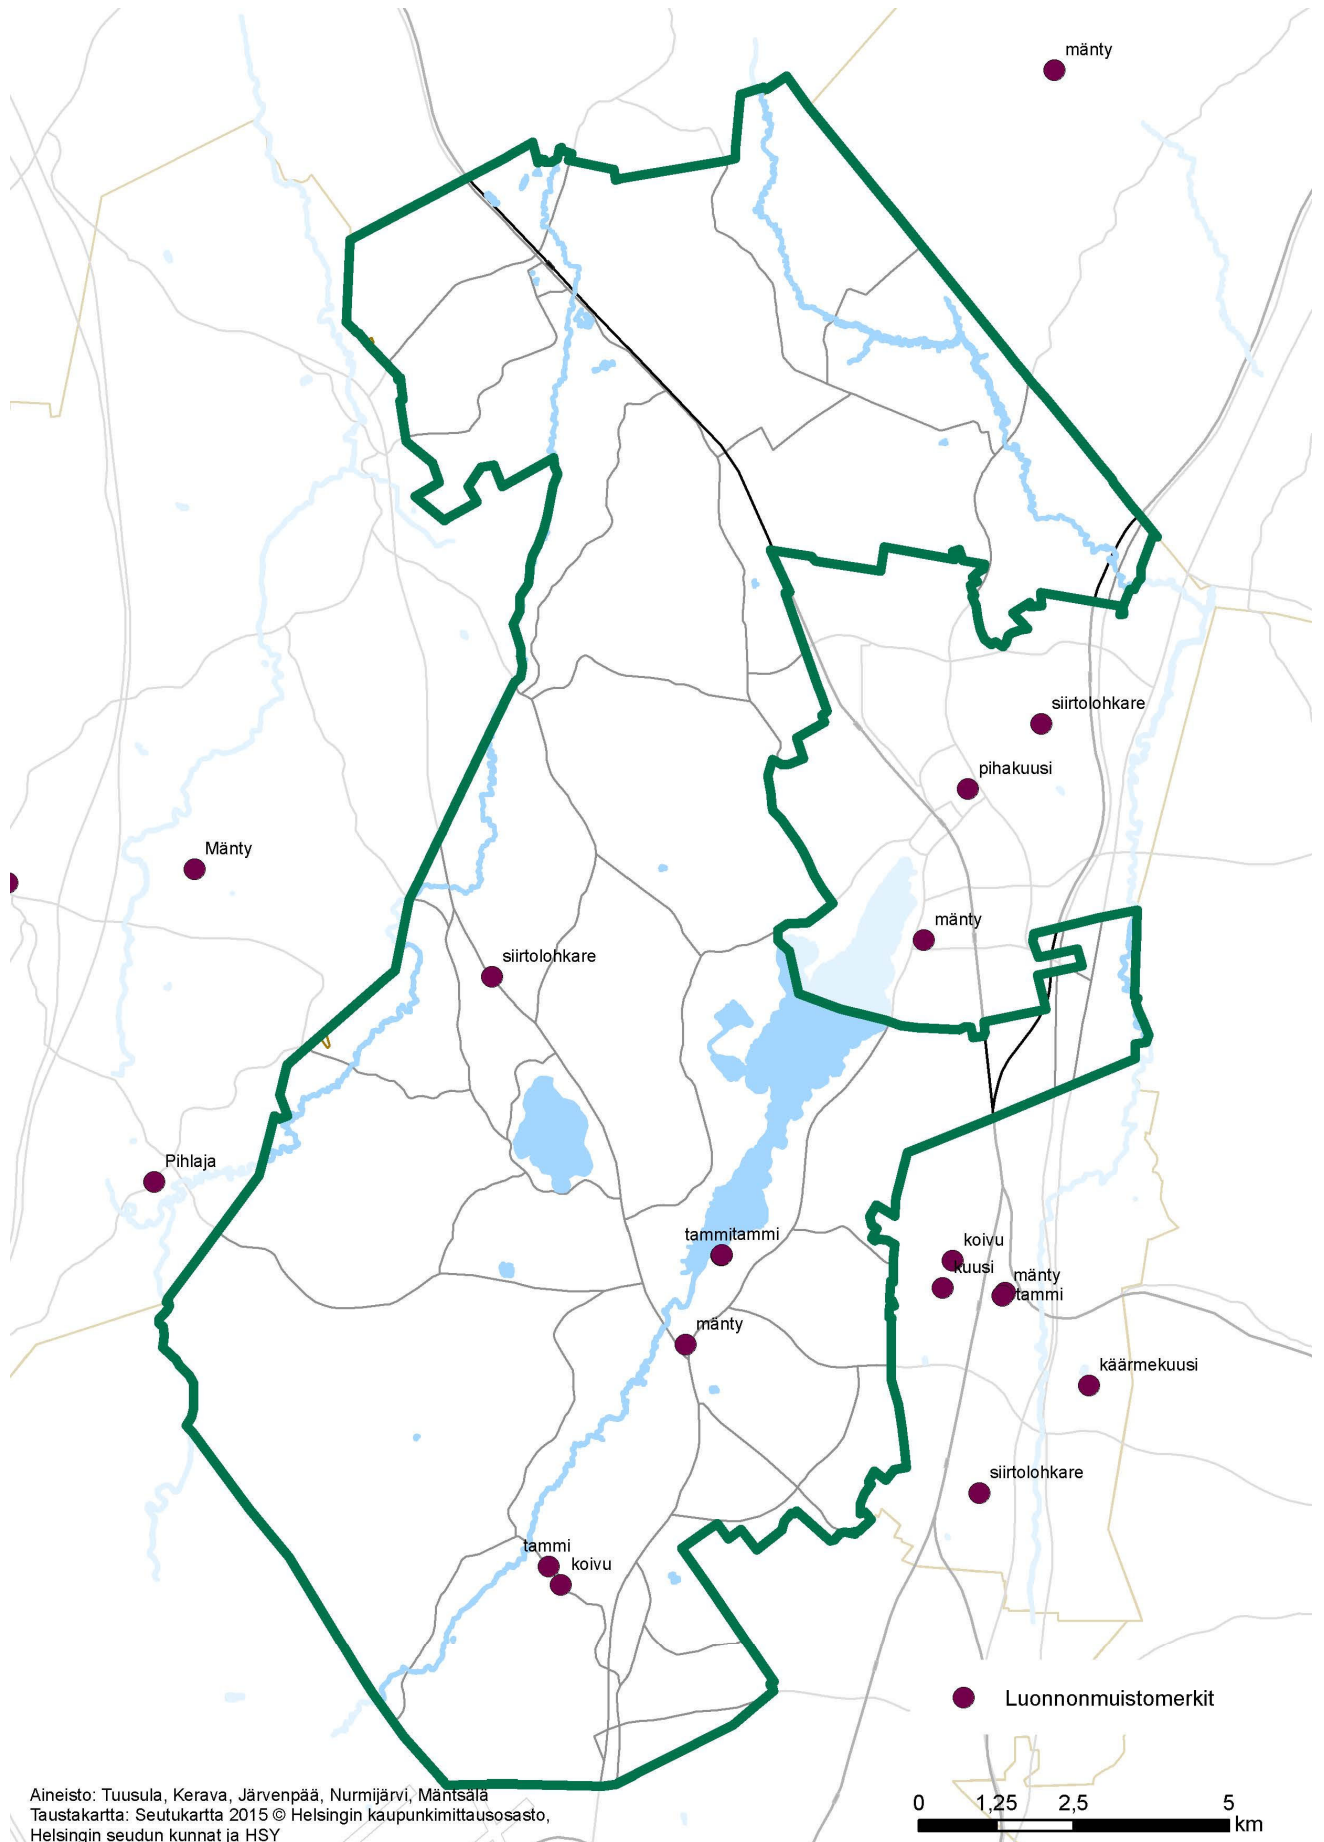 mänty
siirtolohkare
pihakuusi
Mänty
mänty
siirtolohkare
Pihlaja
tammitammi
koivu
kuusi
mänty
tammi
mänty
käärmekuusi
siirtolohkare
tammi
koivu
Luonnonmuistomerkit
Aineisto: Tuusula, Kerava, Järvenpää, Nurmijärvi, Mäntsälä
Taustakartta: Seutukartta 2015 © Helsingin kaupunkimittausosasto,
Helsingin seudun kunnat ja HSY
0 1,25 2,5 5
km